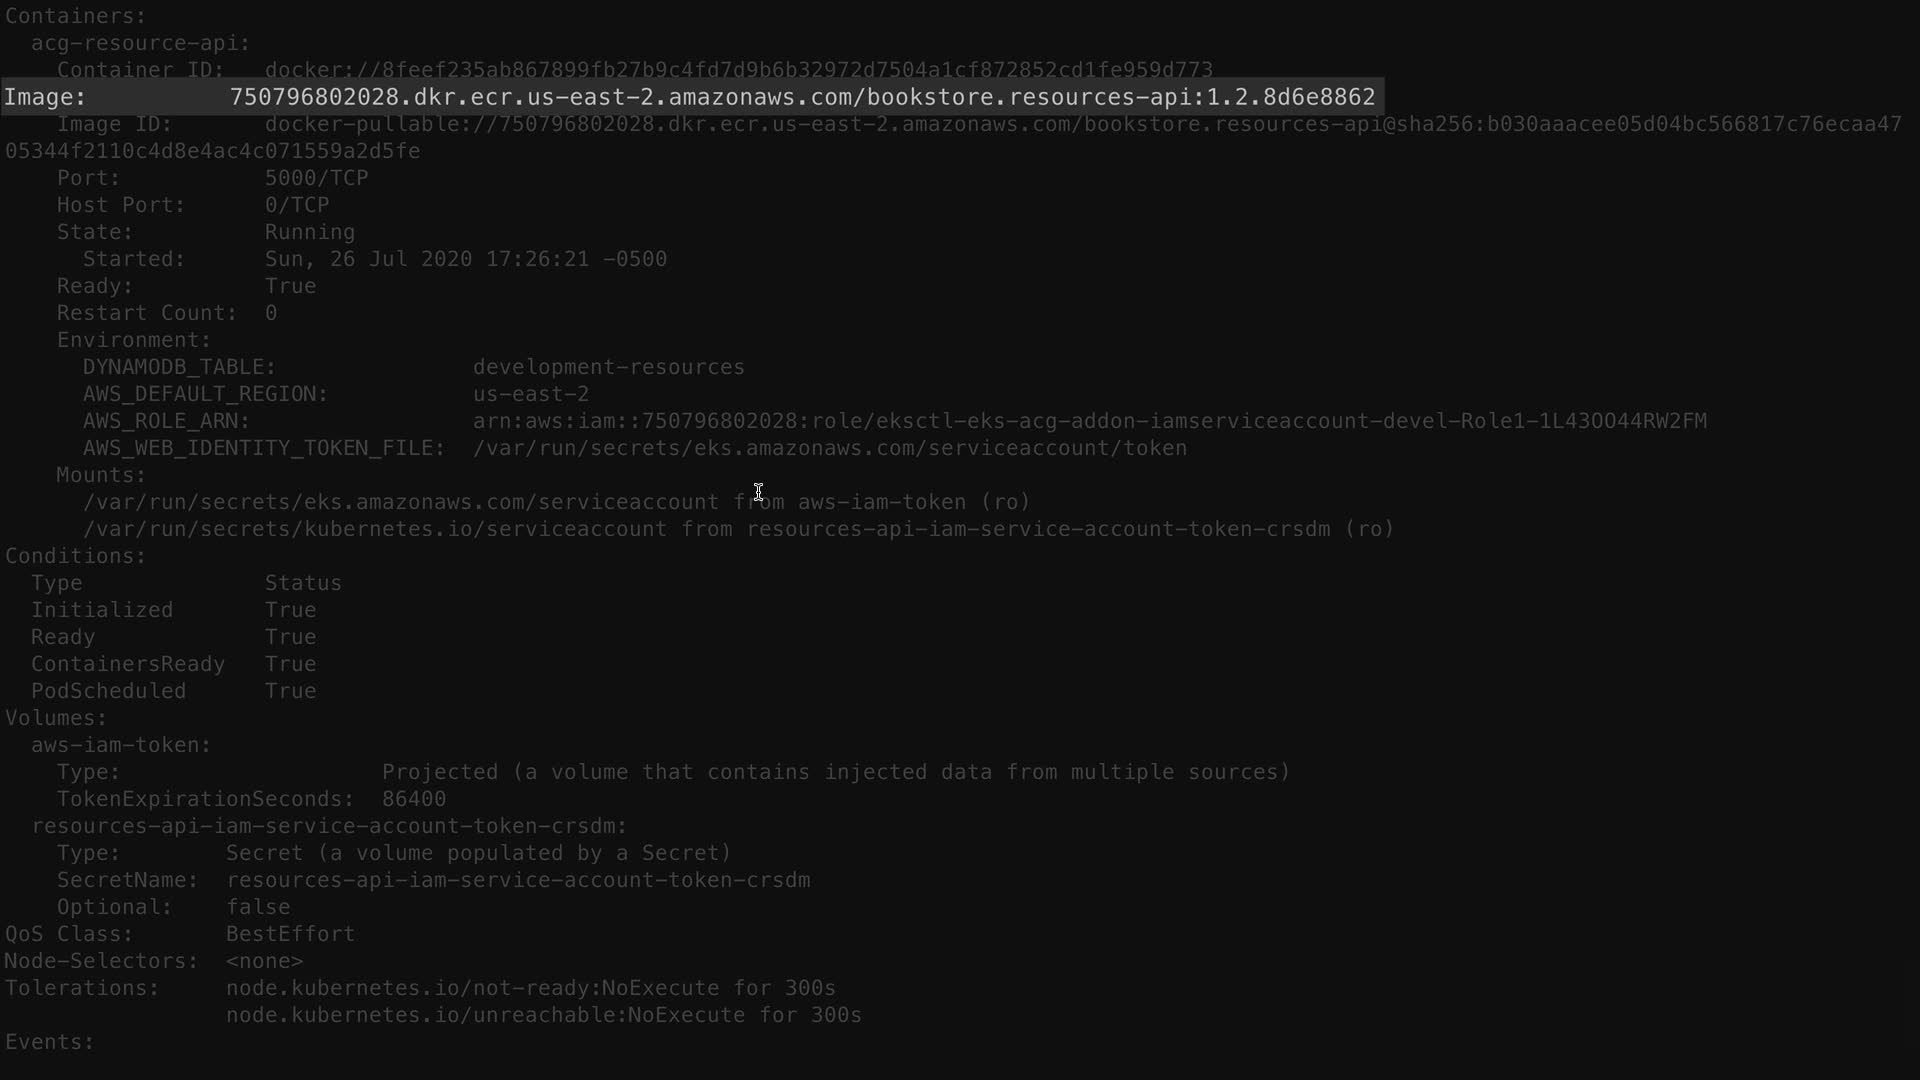 Containers:
acg-resource-api:
Container ID: docker://8feef235ab867899fb27b9c4fd7d9b6b32972d7504a1cf872852cd1fe959d773
Image: 750796802028.dkr.ecr.us-east-2.amazonaws.com/bookstore.resources-api:1.2.8d6e8862
Image ID: docker-pullable://750796802028.dkr.ecr.us-east-2.amazonaws.com/bookstore.resources-api@sha256:b030aaacee05d04bc566817c76ecaa47
05344f2110c4d8e4ac4c071559a2d5fe
Port: 5000/TCP
Host Port: 0/TCP
State: Running
Started: Sun, 26 Jul 2020 17:26:21 -0500
Ready: True
Restart Count: 0
Environment:
DYNAMODB_TABLE: development-resources
AWS_DEFAULT_REGION: us-east-2
AWS_ROLE_ARN: arn:aws:iam::750796802028:role/eksctl-eks-acg-addon-iamserviceaccount-devel-Role1-1L43OO44RW2FM
AWS_WEB_IDENTITY_TOKEN_FILE: /var/run/secrets/eks.amazonaws.com/serviceaccount/token
Mounts:
/var/run/secrets/eks.amazonaws.com/serviceaccount from aws-iam-token (ro)
/var/run/secrets/kubernetes.io/serviceaccount from resources-api-iam-service-account-token-crsdm (ro)
Conditions:
Type Status
Initialized True
Ready True
ContainersReady True
PodScheduled True
Volumes:
aws-iam-token:
Type: Projected (a volume that contains injected data from multiple sources)
TokenExpirationSeconds: 86400
resources-api-iam-service-account-token-crsdm:
Type: Secret (a volume populated by a Secret)
SecretName: resources-api-iam-service-account-token-crsdm
Optional: false
QoS Class: BestEffort
Node-Selectors: <none>
Tolerations: node.kubernetes.io/not-ready:NoExecute for 300s
node.kubernetes.io/unreachable:NoExecute for 300s
Events: